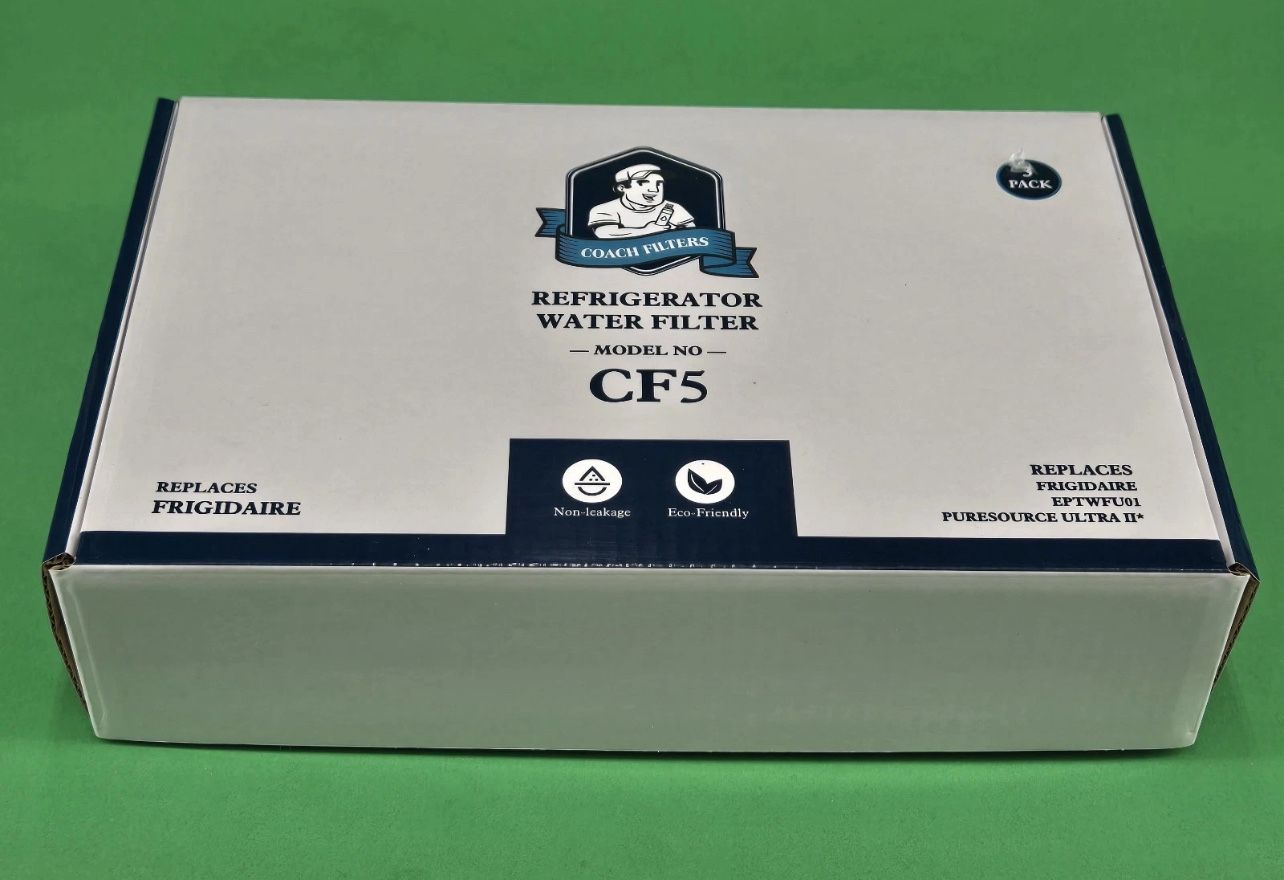 COACH FILTERS
PACK
REFRIGERATOR
WATER FILTER
— MODEL NO —
CF5
Non-leakage
Eco-Friendly
REPLACES
FRIGIDAIRE
REPLACES
FRIGIDAIRE
EPTWFU01
PURESOURCE ULTRA II*